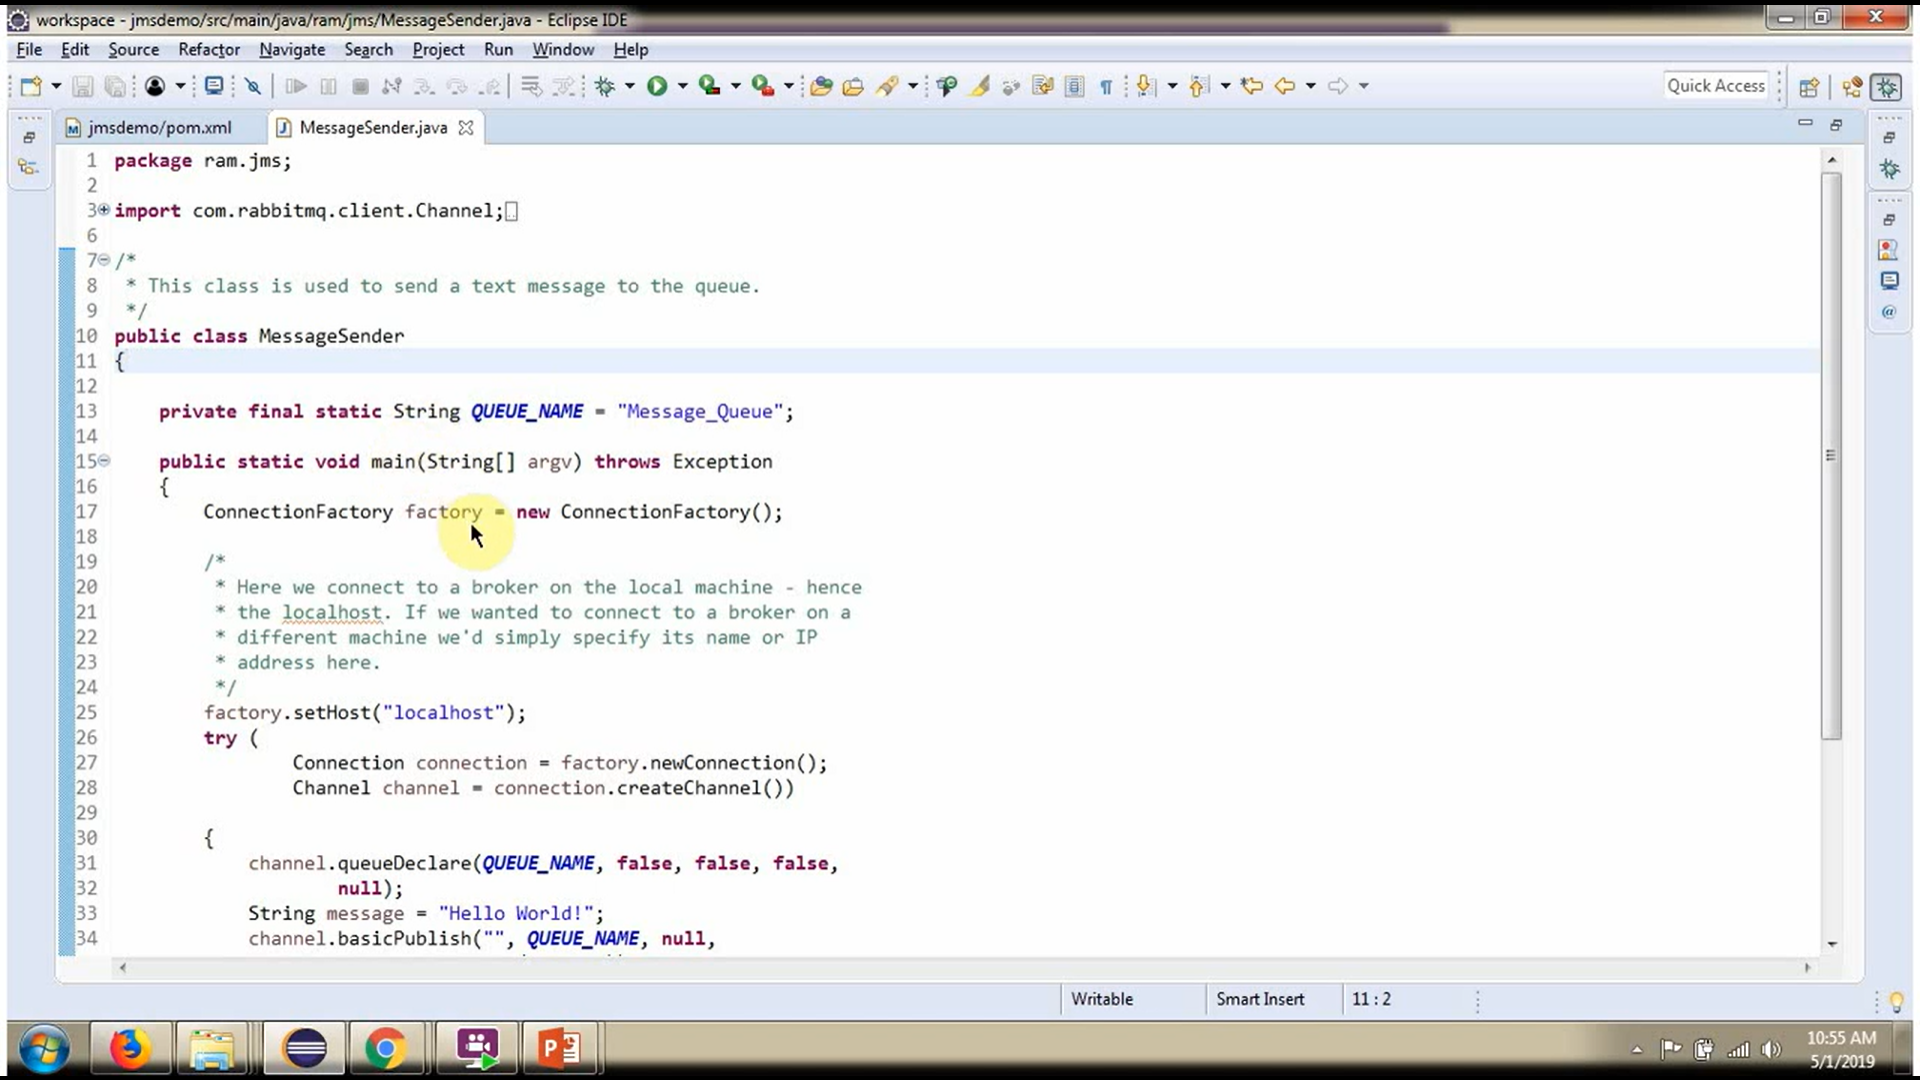 workspace - jmsdemo/src/main/java/ram/jms/MessageSender.java - Eclipse IDE
File Edit Source Refactor Navigate Search Project Run Window Help
Quick Access
jmsdemo/pom.xml MessageSender.java
1 package ram.jms;
2
3 import com.rabbitmq.client.Channel;
6
7 /*
8 * This class is used to send a text message to the queue.
9 */
10 public class MessageSender
11 {
12
13 private final static String QUEUE_NAME = "Message_Queue";
14
15 public static void main(String[] argv) throws Exception
16 {
17 ConnectionFactory factory = new ConnectionFactory();
18
19 /*
20 * Here we connect to a broker on the local machine - hence
21 * the localhost. If we wanted to connect to a broker on a
22 * different machine we'd simply specify its name or IP
23 * address here.
24 */
25 factory.setHost("localhost");
26 try (
27 Connection connection = factory.newConnection();
28 Channel channel = connection.createChannel())
29
30 {
31 channel.queueDeclare(QUEUE_NAME, false, false, false,
32 null);
33 String message = "Hello World!";
34 channel.basicPublish("", QUEUE_NAME, null,
Writable Smart Insert 11 : 2
10:55 AM
5/1/2019